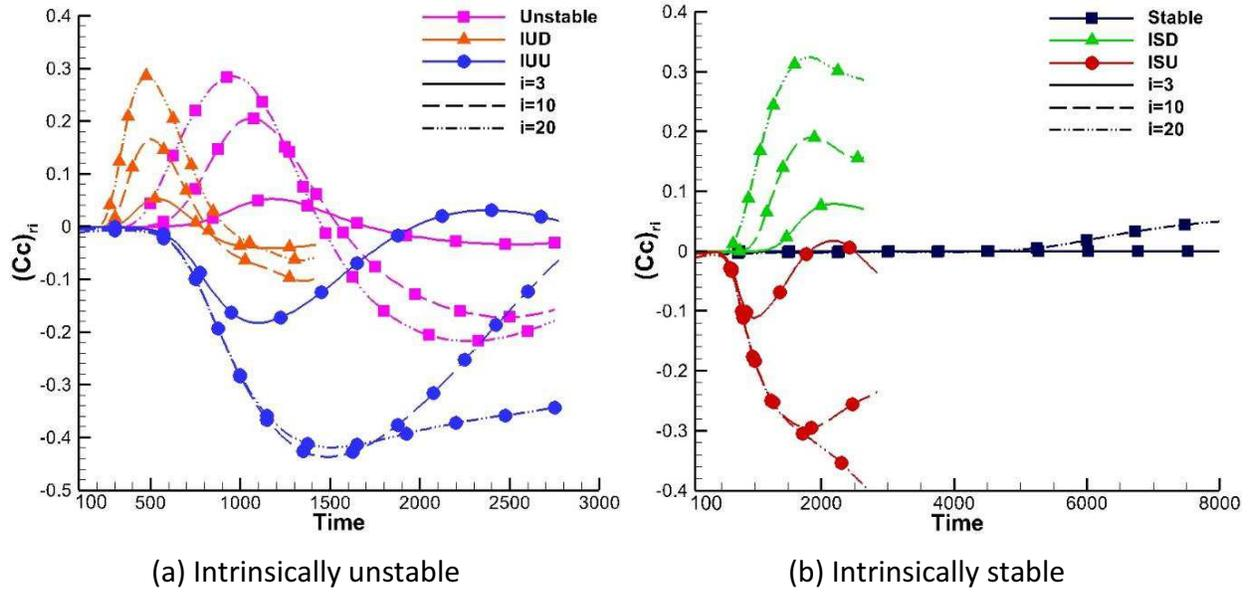 0.4
0.3
0.2
0.1
0
-0.1
-0.2
-0.3
-0.4
-0.5
(Cc)ri
100 500 1000 1500 2000 2500 3000
Time
Unstable
IUD
IUU
i=3
i=10
i=20
(a) Intrinsically unstable
0.4
0.3
0.2
0.1
0
-0.1
-0.2
-0.3
-0.4
(Cc)ri
100 2000 4000 6000 8000
Time
Stable
ISD
ISU
i=3
i=10
i=20
(b) Intrinsically stable